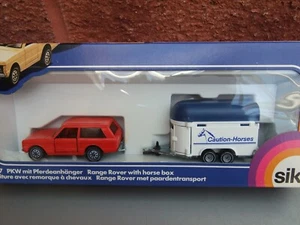 Caution-Horses
7 PKW mit Pferdeanhänger Range Rover with horse box
iture avec remorque à chevaux Range Rover met paardentransport
sik